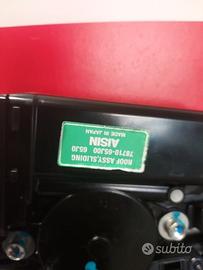 ROOF ASSY,SLIDING
78710-65J00 65J0
AISIN
MADE IN JAPAN
subito